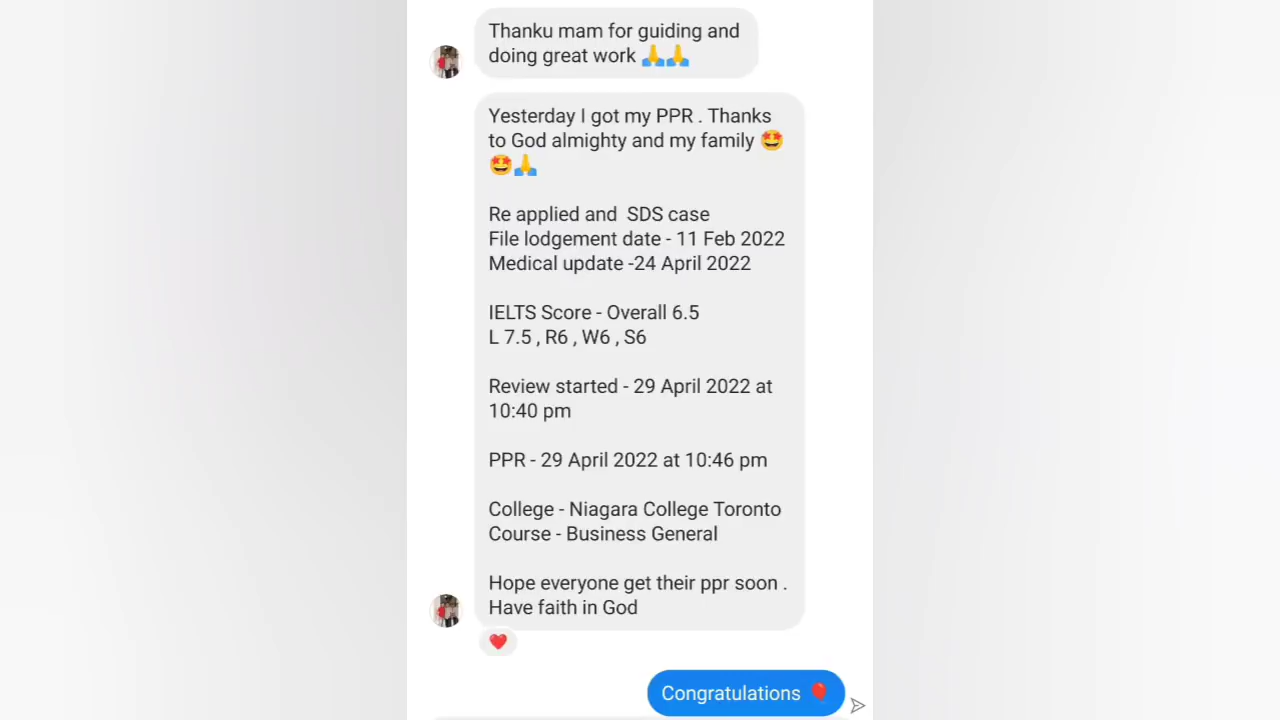 Thanku mam for guiding and
doing great work 🙏🙏
Yesterday I got my PPR . Thanks
to God almighty and my family 🤩
🤩🙏
Re applied and  SDS case
File lodgement date - 11 Feb 2022
Medical update -24 April 2022
IELTS Score - Overall 6.5
L 7.5 , R6 , W6 , S6
Review started - 29 April 2022 at
10:40 pm
PPR - 29 April 2022 at 10:46 pm
College - Niagara College Toronto
Course - Business General
Hope everyone get their ppr soon .
Have faith in God
❤️
Congratulations 🎈